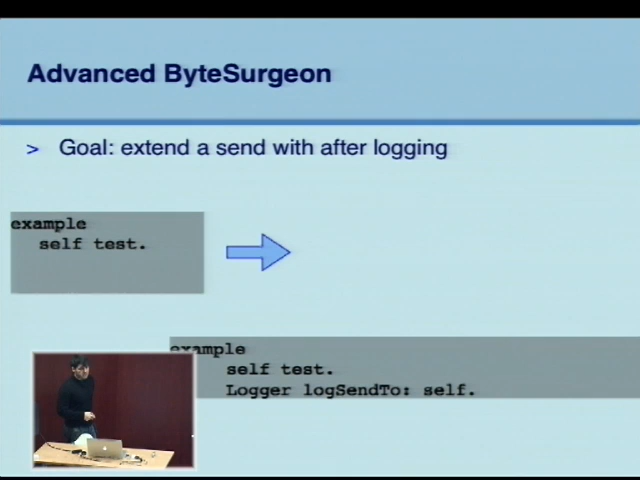 Advanced ByteSurgeon
> Goal: extend a send with after logging
example
self test.
example
self test.
Logger logSendTo: self.